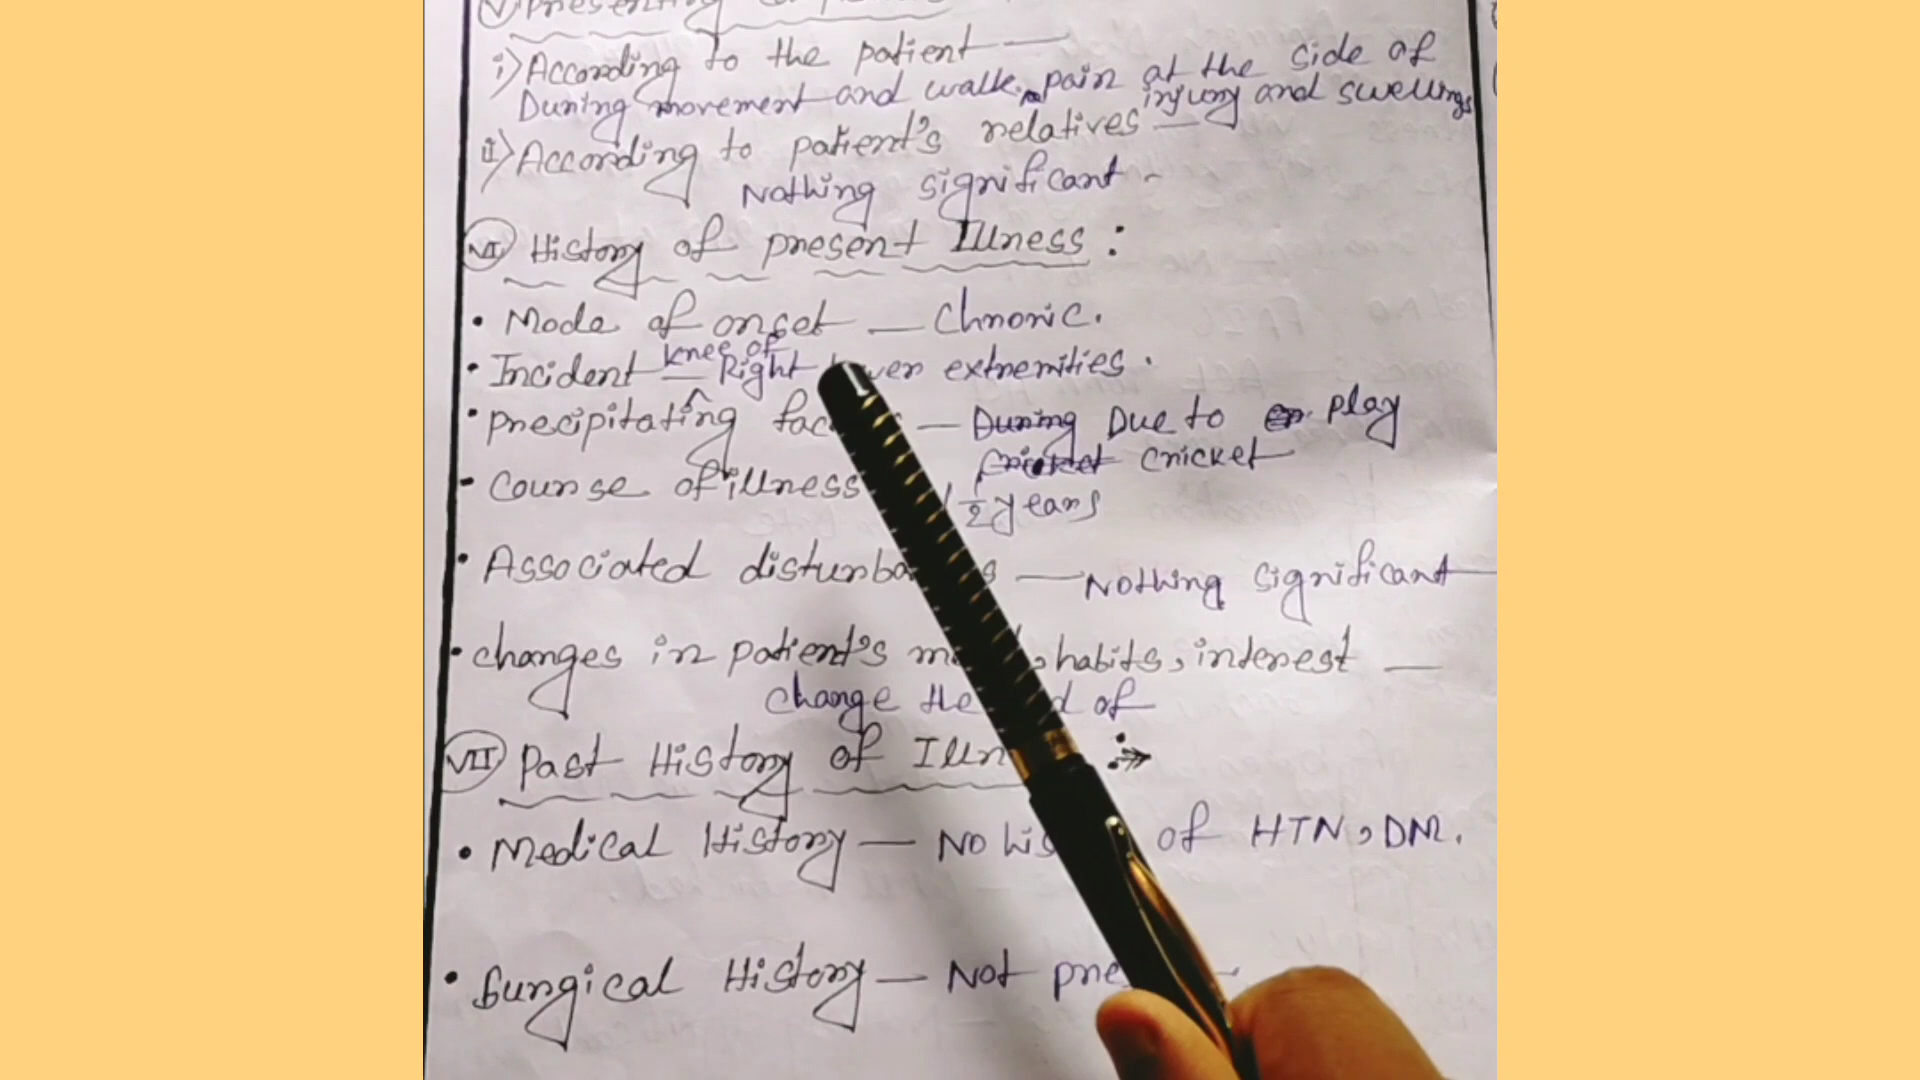 V Presenting
i) According to the patient —
During movement and walk, pain at the side of
injury and swellings
ii) According to patient's relatives —
Nothing significant -
VI History of present Illness :
• Mode of onset — Chronic.
knee of
• Incident — Right extremities.
• precipitating — During Due to play
cricket cricket
• Course of illness 1/2 years
• Associated — Nothing significant
• changes in patient's , habits, interest —
change the of
VII Past History of
• Medical History — No of HTN, DM.
• Surgical History — Not